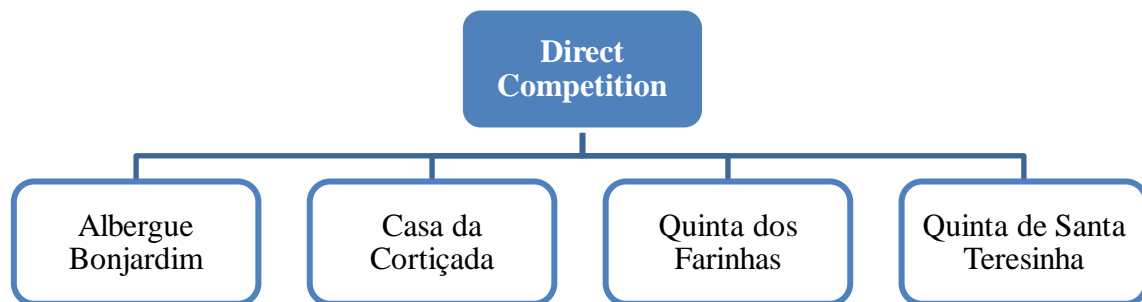 Direct
Competition
Albergue
Bonjardim
Casa da
Cortiçada
Quinta dos
Farinhas
Quinta de Santa
Teresinha